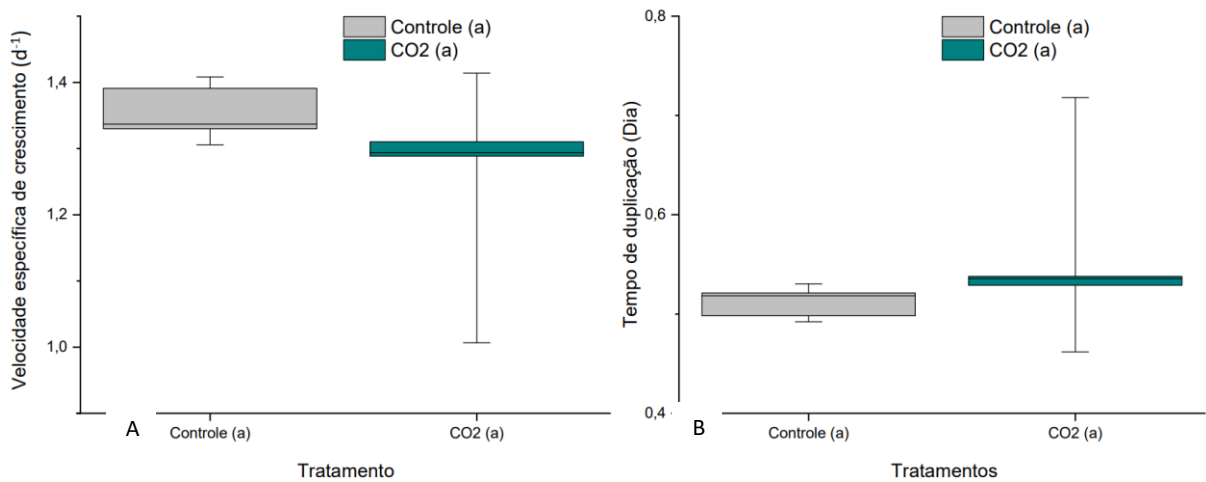 Velocidade específica de crescimento (d⁻¹)
1,4
1,2
1,0
Controle (a)
CO2 (a)
A
Controle (a)
CO2 (a)
Tratamento
Tempo de duplicação (Dia)
0,8
0,6
0,4
Controle (a)
CO2 (a)
B
Controle (a)
CO2 (a)
Tratamentos